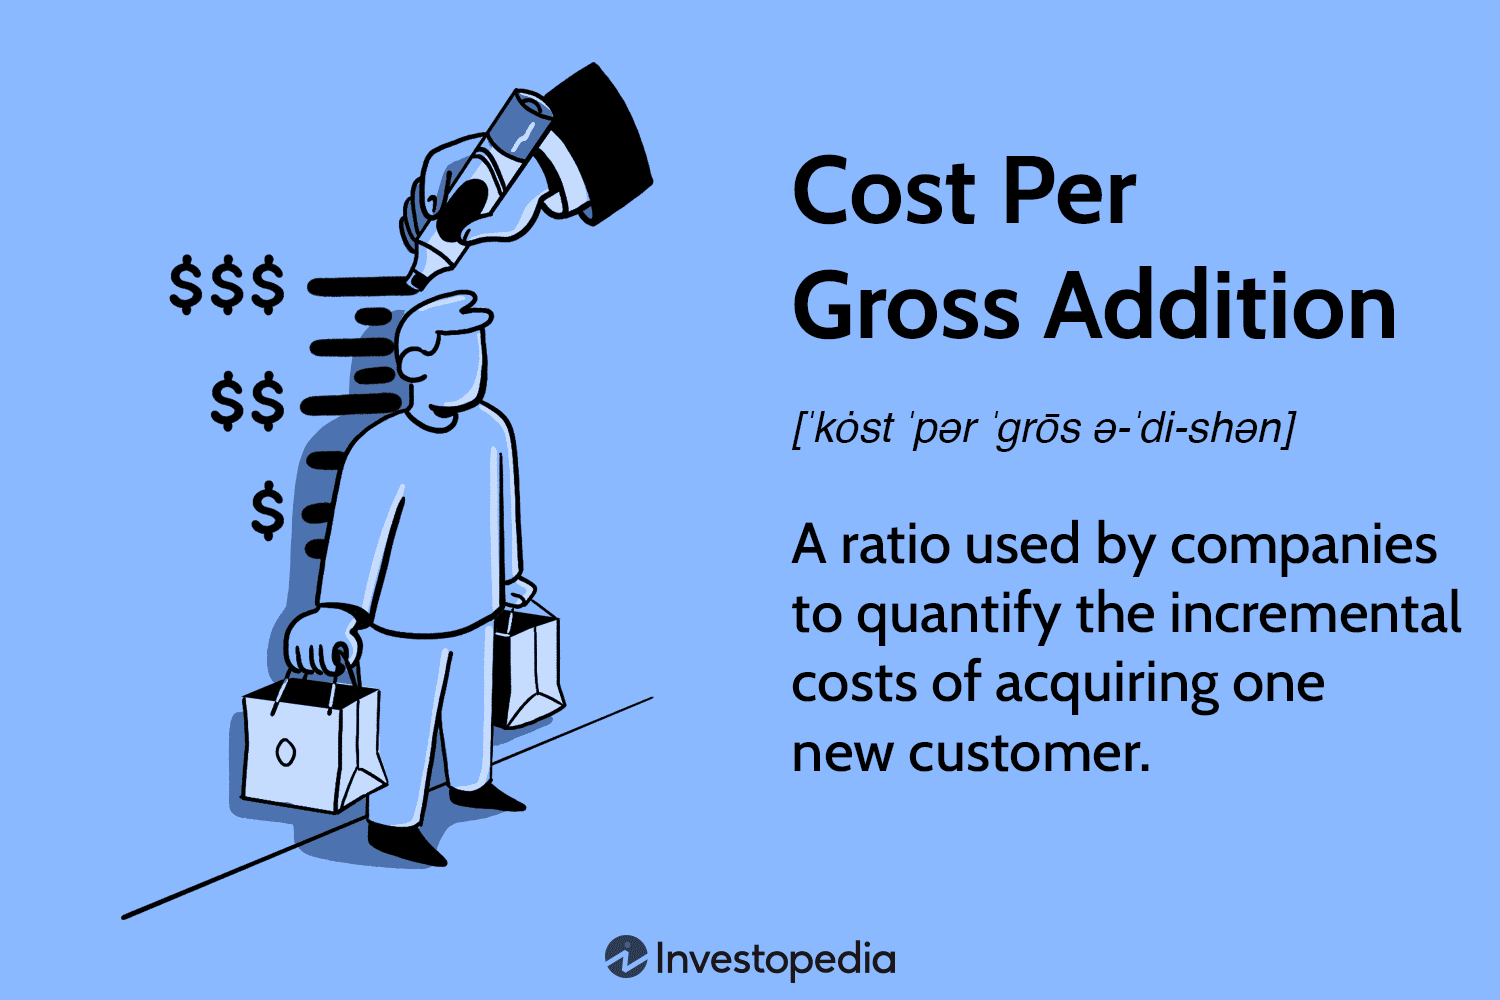 Cost Per
Gross Addition
[ˈkȯst ˈpər ˈgrōs ə-ˈdi-shən]
A ratio used by companies
to quantify the incremental
costs of acquiring one
new customer.
$$$
$$
$
Investopedia